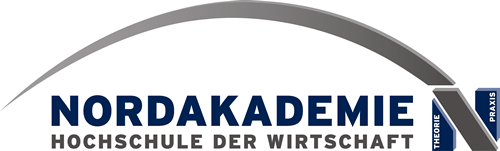 NORDAKADEMIE
HOCHSCHULE DER WIRTSCHAFT
THEORIE
PRAXIS